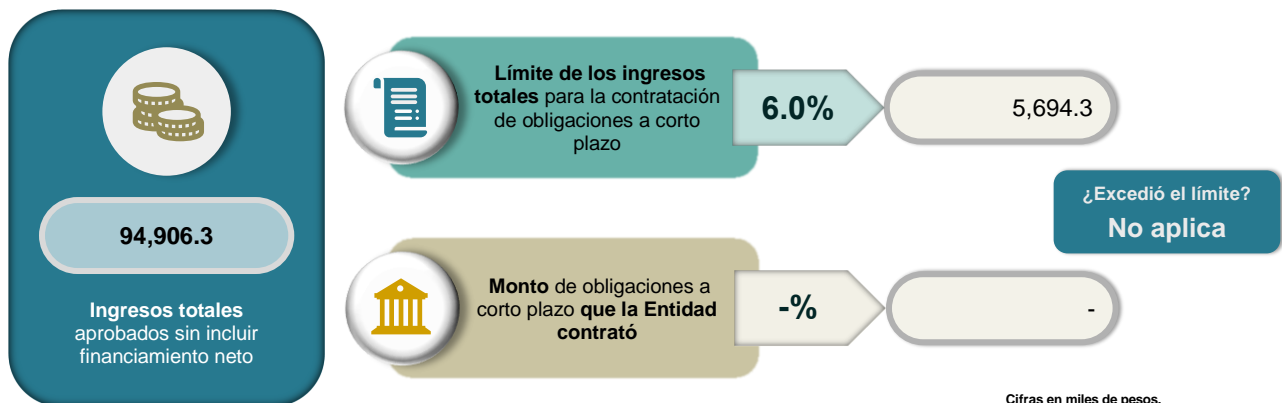 94,906.3
Ingresos totales
aprobados sin incluir
financiamiento neto
Límite de los ingresos
totales para la contratación
de obligaciones a corto
plazo
6.0%
5,694.3
¿Excedió el límite?
No aplica
Monto de obligaciones a
corto plazo que la Entidad
contrató
-%
-
Cifras en miles de pesos.